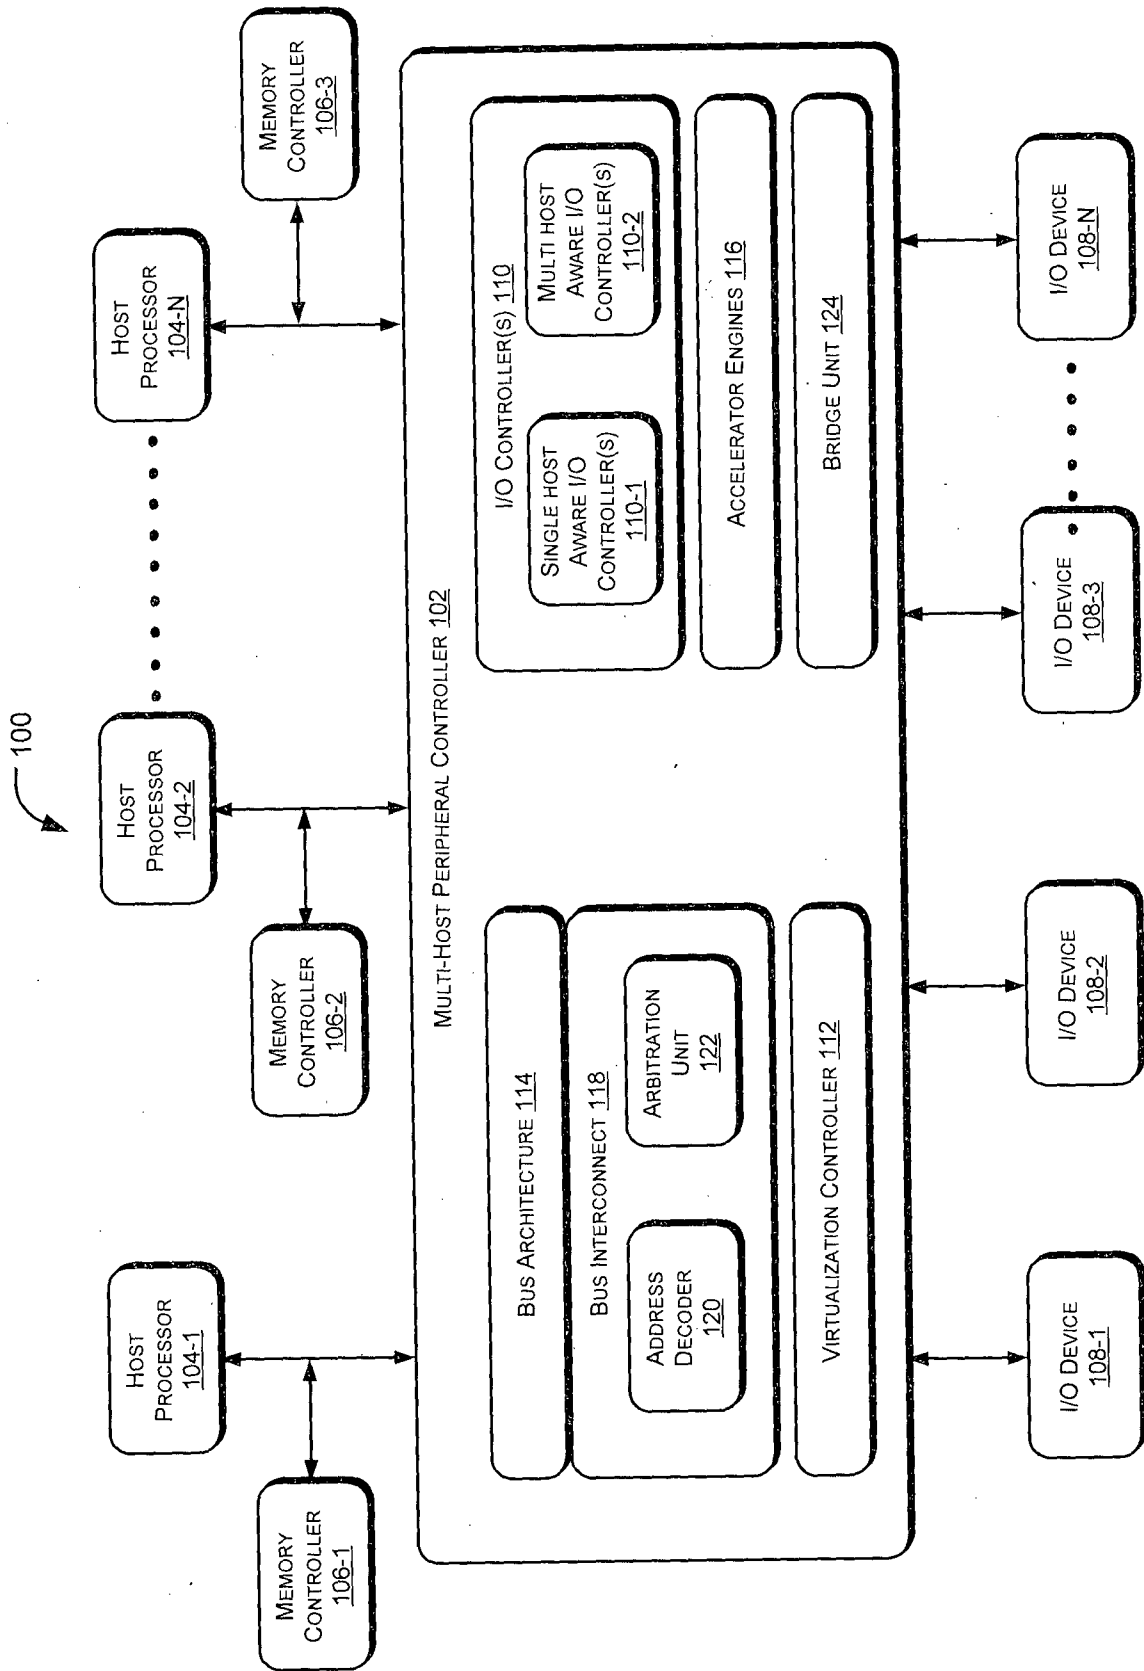 100
HOST
PROCESSOR
104-1
HOST
PROCESSOR
104-2
HOST
PROCESSOR
104-N
MEMORY
CONTROLLER
106-1
MEMORY
CONTROLLER
106-2
MEMORY
CONTROLLER
106-3
MULTI-HOST PERIPHERAL CONTROLLER 102
BUS ARCHITECTURE 114
BUS INTERCONNECT 118
ADDRESS
DECODER
120
ARBITRATION
UNIT
122
VIRTUALIZATION CONTROLLER 112
I/O CONTROLLER(S) 110
SINGLE HOST
AWARE I/O
CONTROLLER(S)
110-1
MULTI HOST
AWARE I/O
CONTROLLER(S)
110-2
ACCELERATOR ENGINES 116
BRIDGE UNIT 124
I/O DEVICE
108-1
I/O DEVICE
108-2
I/O DEVICE
108-3
I/O DEVICE
108-N